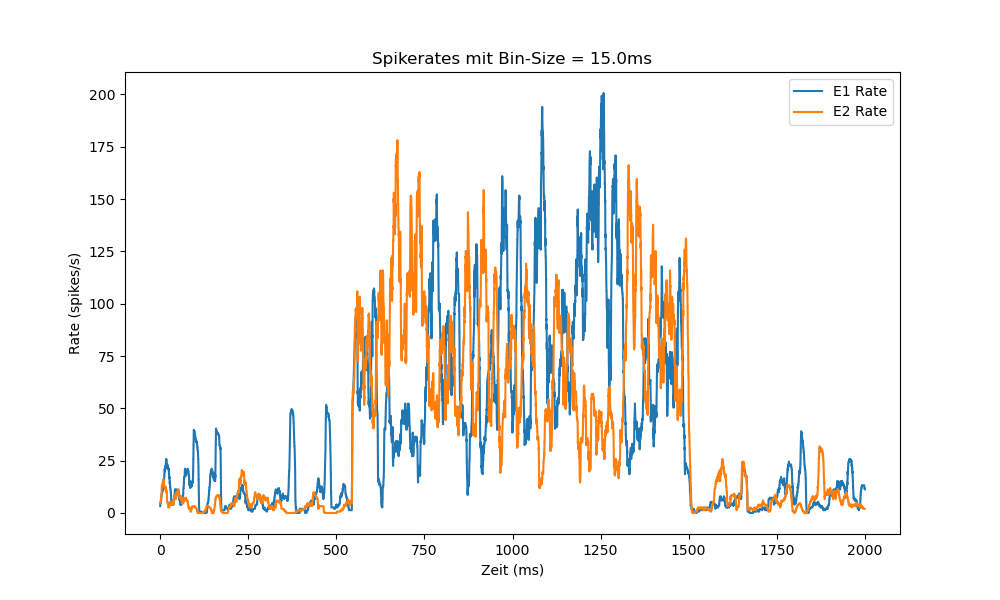 Spikerates mit Bin-Size = 15.0ms
E1 Rate
E2 Rate
200
175
150
125
100
75
50
25
0
Rate (spikes/s)
0 250 500 750 1000 1250 1500 1750 2000
Zeit (ms)